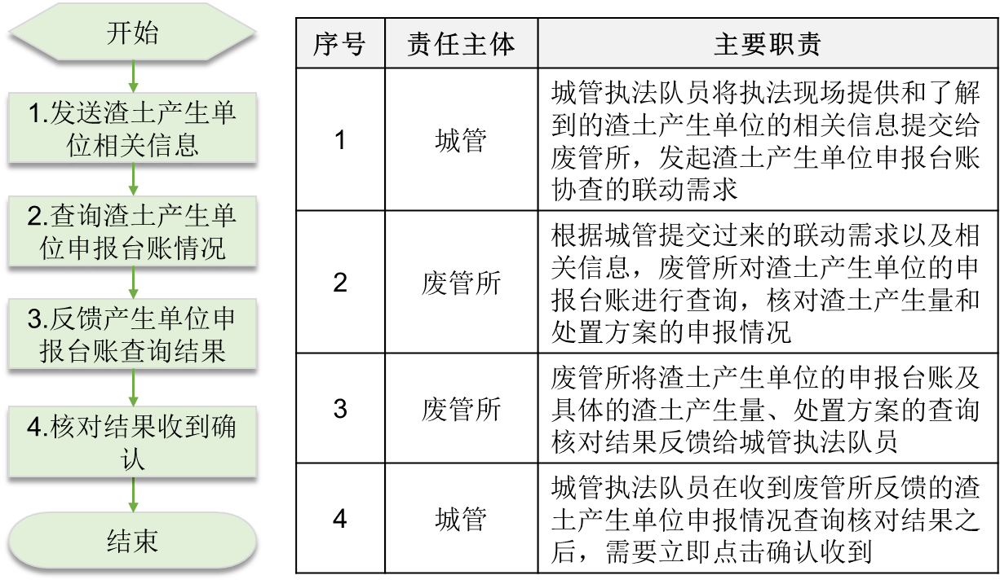 开始
1.发送渣土产生单
位相关信息
2.查询渣土产生单
位申报台账情况
3.反馈产生单位申
报台账查询结果
4.核对结果收到确
认
结束
序号 责任主体 主要职责
1 城管
城管执法队员将执法现场提供和了解
到的渣土产生单位的相关信息提交给
废管所，发起渣土产生单位申报台账
协查的联动需求
2 废管所
根据城管提交过来的联动需求以及相
关信息，废管所对渣土产生单位的申
报台账进行查询，核对渣土产生量和
处置方案的申报情况
3 废管所
废管所将渣土产生单位的申报台账及
具体的渣土产生量、处置方案的查询
核对结果反馈给城管执法队员
4 城管
城管执法队员在收到废管所反馈的渣
土产生单位申报情况查询核对结果之
后，需要立即点击确认收到